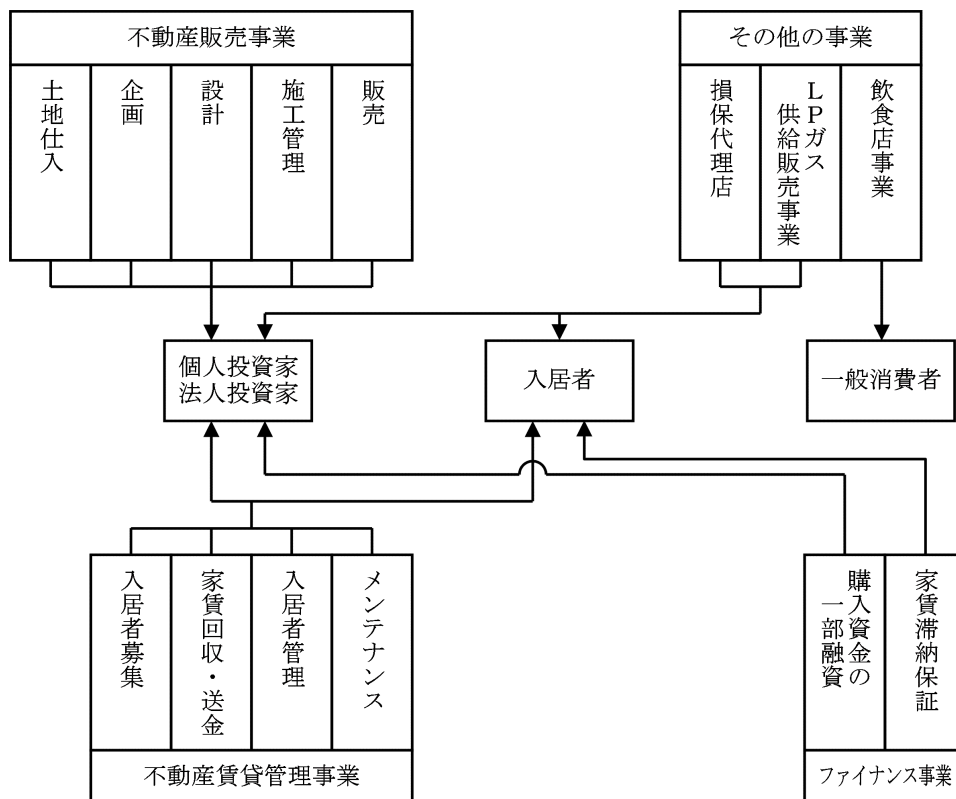 不動産販売事業
土地仕入
企画
設計
施工管理
販売
その他の事業
損保代理店
LPガス
供給販売事業
飲食店事業
個人投資家
法人投資家
入居者
一般消費者
入居者募集
家賃回収・送金
入居者管理
メンテナンス
不動産賃貸管理事業
購入資金の
一部融資
家賃滞納保証
ファイナンス事業